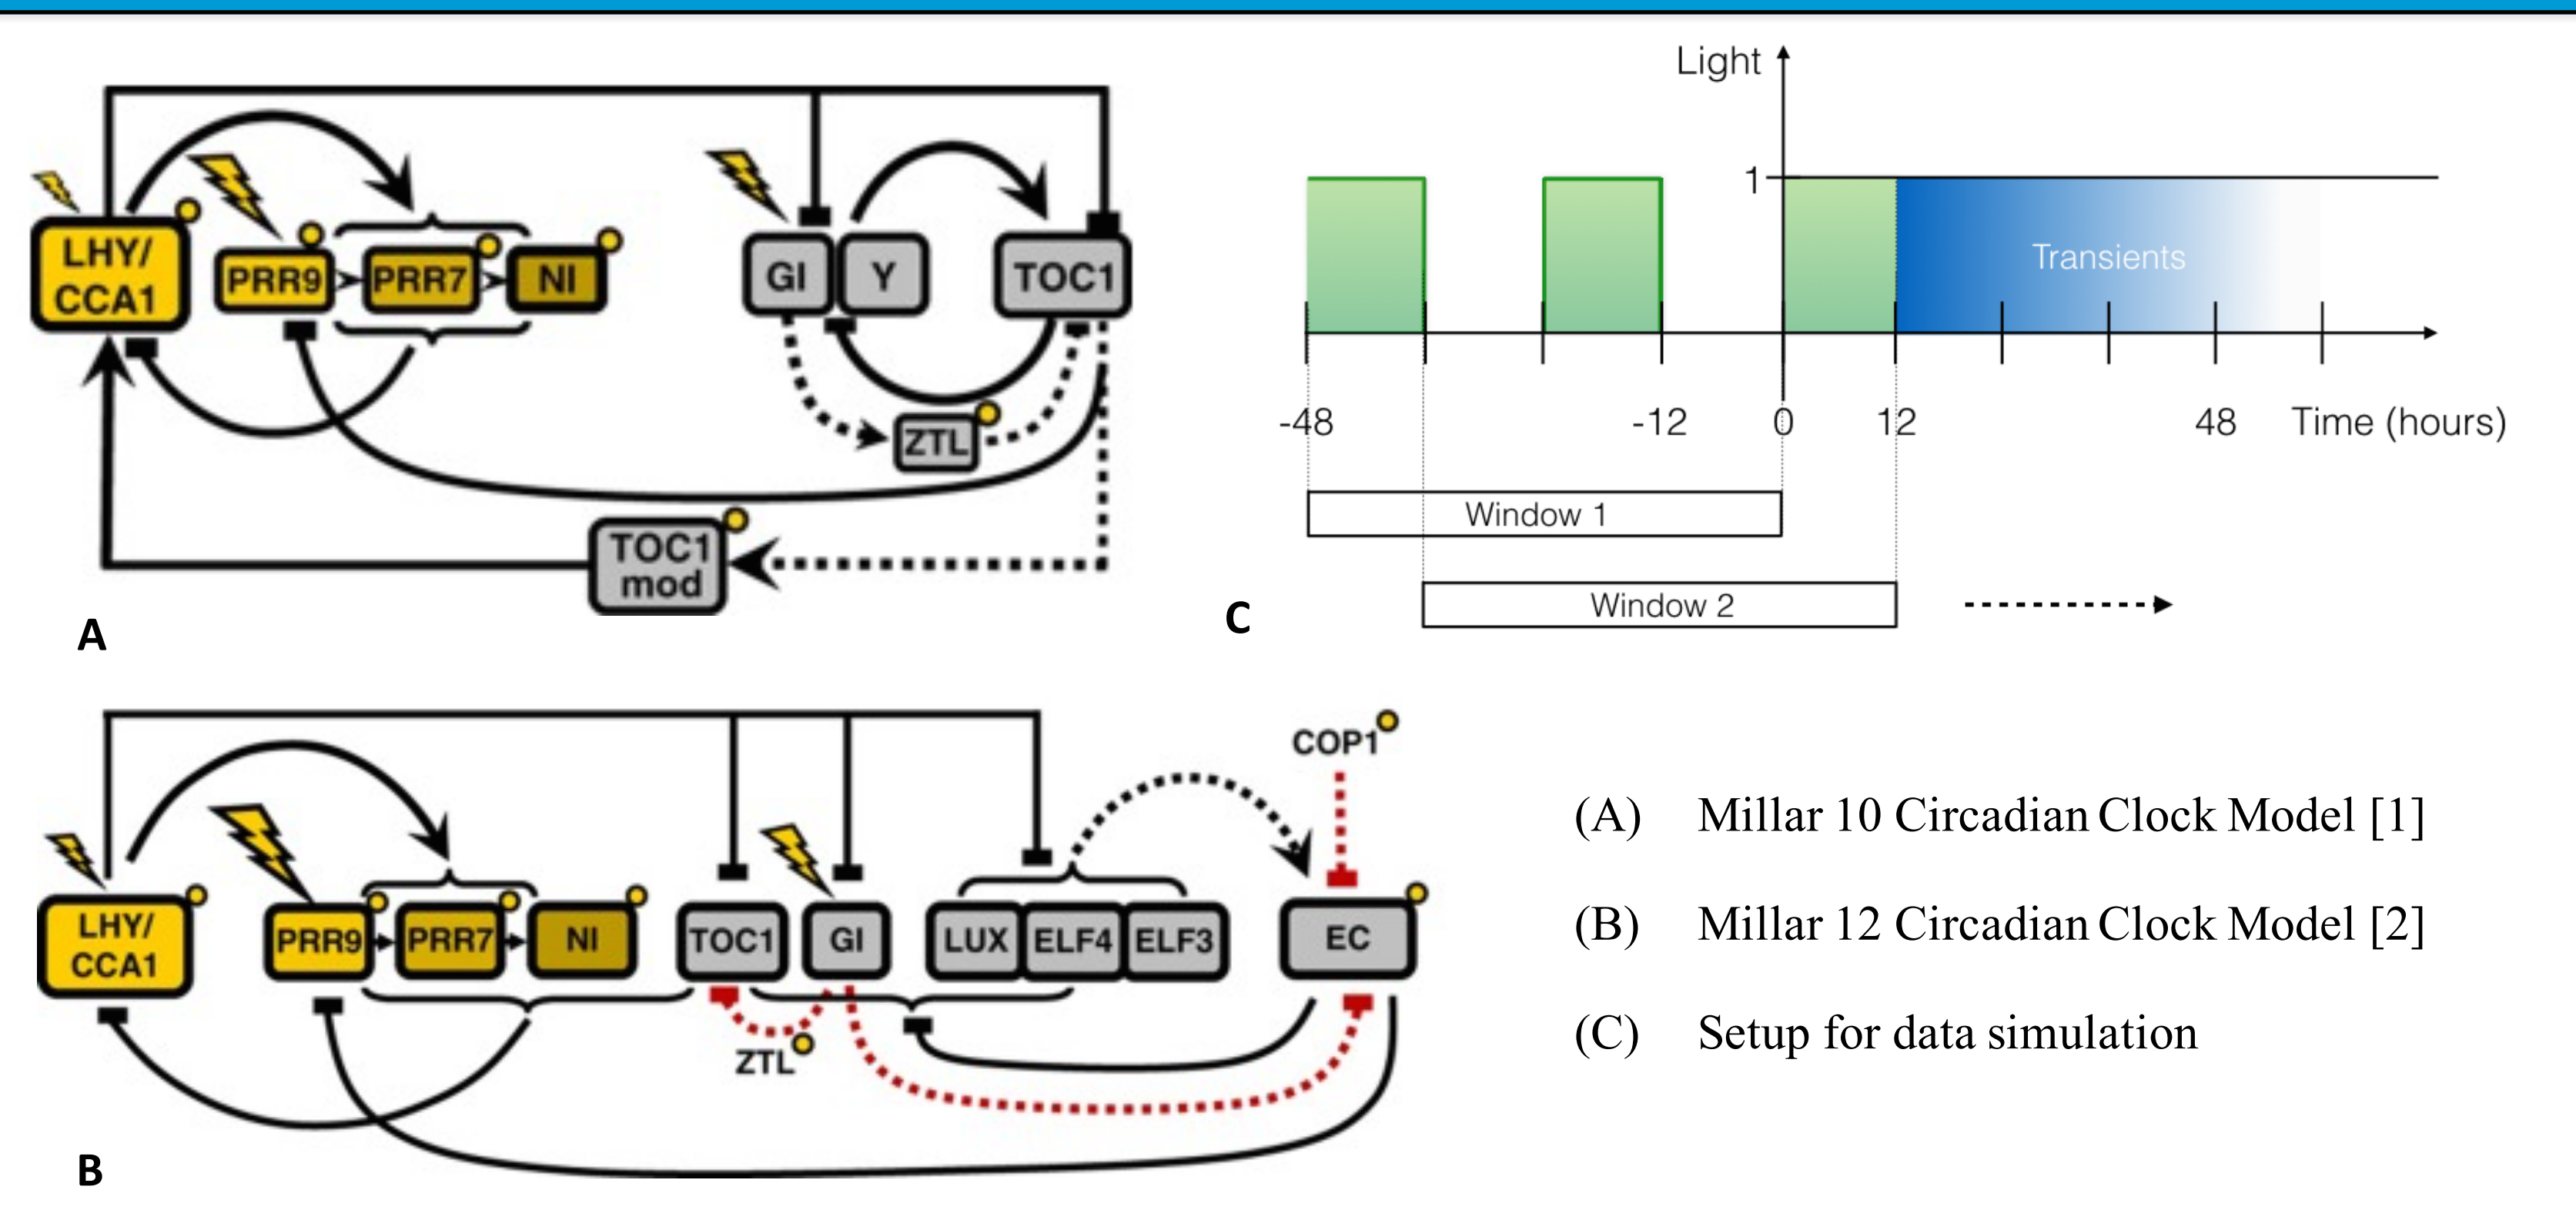 LHY/
CCA1
PRR9
PRR7
NI
GI
Y
TOC1
ZTL
TOC1
mod
A
Light
1
Transients
-48
-12
0
12
48
Time (hours)
Window 1
Window 2
C
COP1
LHY/
CCA1
PRR9
PRR7
NI
TOC1
GI
LUX
ELF4
ELF3
EC
ZTL
B
(A) Millar 10 Circadian Clock Model [1]
(B) Millar 12 Circadian Clock Model [2]
(C) Setup for data simulation